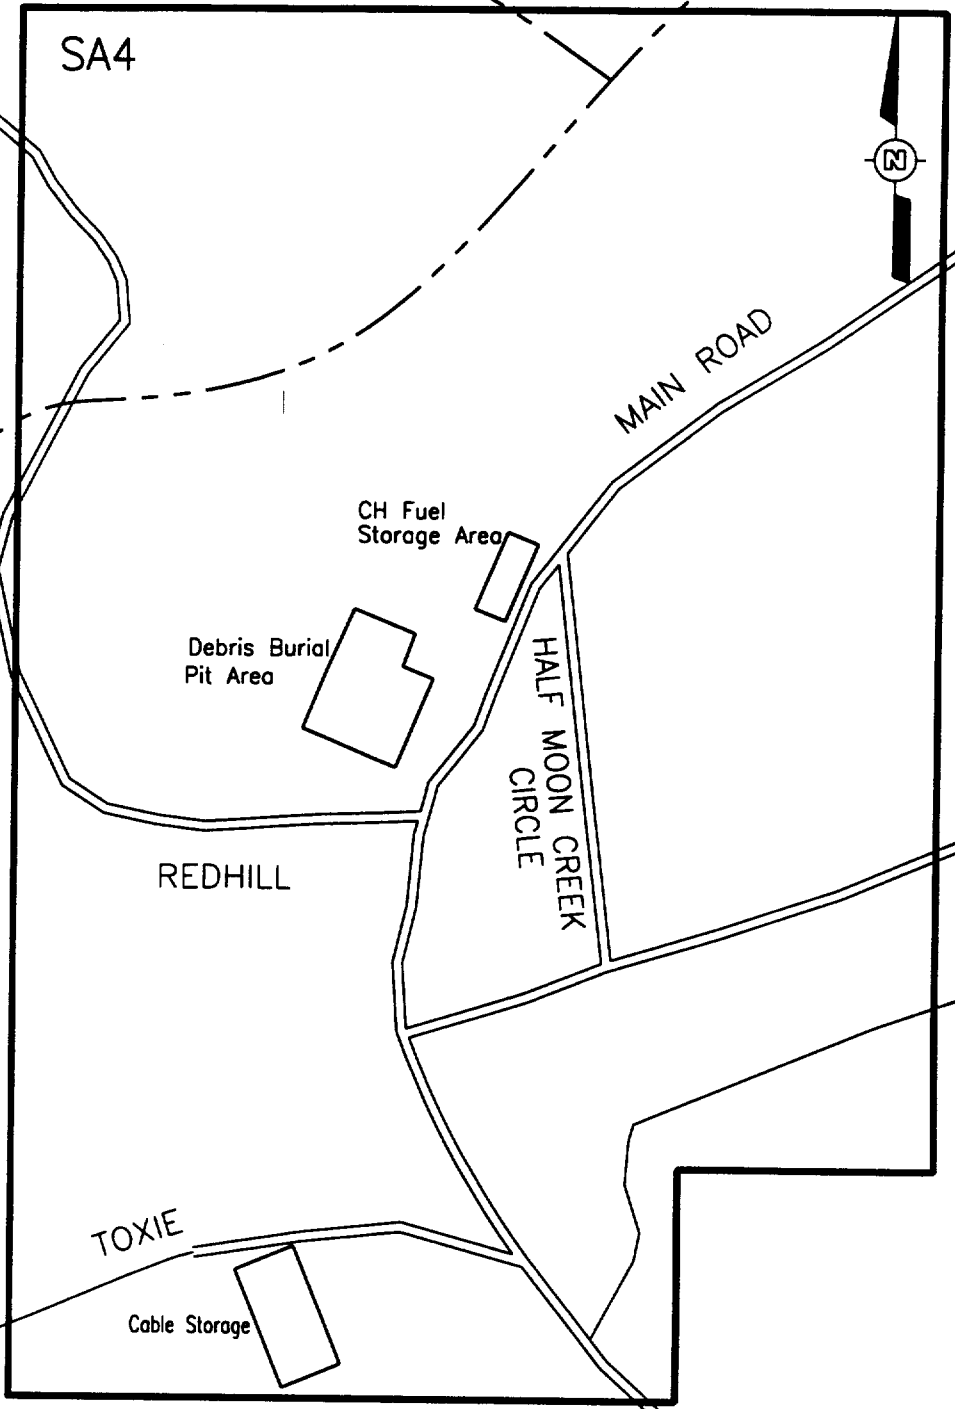 SA4
N
MAIN ROAD
CH Fuel
Storage Area
Debris Burial
Pit Area
HALF MOON CREEK
CIRCLE
REDHILL
TOXIE
Cable Storage